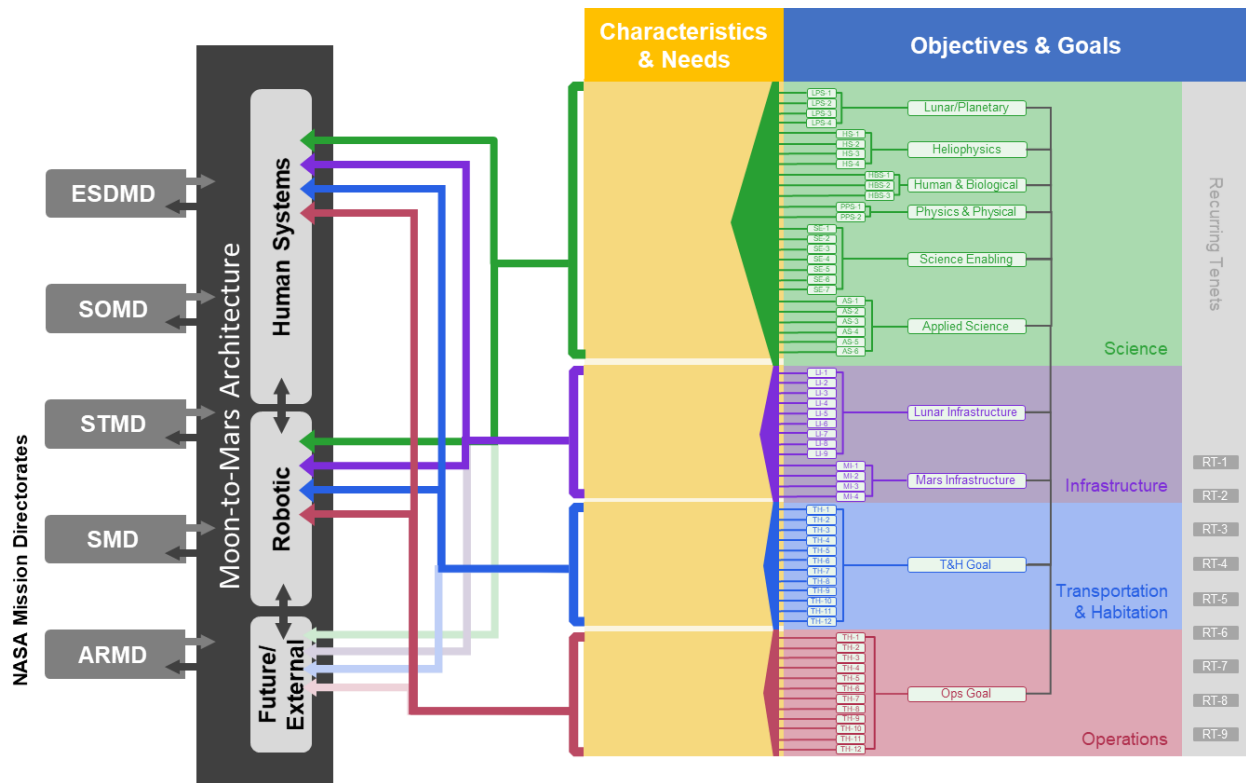 Characteristics
& Needs
Objectives & Goals
NASA Mission Directorates
ESDMD
SOMD
STMD
SMD
ARMD
Moon-to-Mars Architecture
Human Systems
Robotic
Future/
External
LPS-1
LPS-2
LPS-3
LPS-4
Lunar/Planetary
HS-1
HS-2
HS-3
HS-4
Heliophysics
HBS-1
HBS-2
HBS-3
Human & Biological
PPS-1
PPS-2
Physics & Physical
SE-1
SE-2
SE-3
SE-4
SE-5
SE-6
SE-7
Science Enabling
AS-1
AS-2
AS-3
AS-4
AS-5
AS-6
Applied Science
Science
LI-1
LI-2
LI-3
LI-4
LI-5
LI-6
LI-7
LI-8
LI-9
Lunar Infrastructure
MI-1
MI-2
MI-3
MI-4
Mars Infrastructure
Infrastructure
TH-1
TH-2
TH-3
TH-4
TH-5
TH-6
TH-7
TH-8
TH-9
TH-10
TH-11
TH-12
T&H Goal
Transportation
& Habitation
TH-1
TH-2
TH-3
TH-4
TH-5
TH-6
TH-7
TH-8
TH-9
TH-10
TH-11
TH-12
Ops Goal
Operations
Recurring Tenets
RT-1
RT-2
RT-3
RT-4
RT-5
RT-6
RT-7
RT-8
RT-9